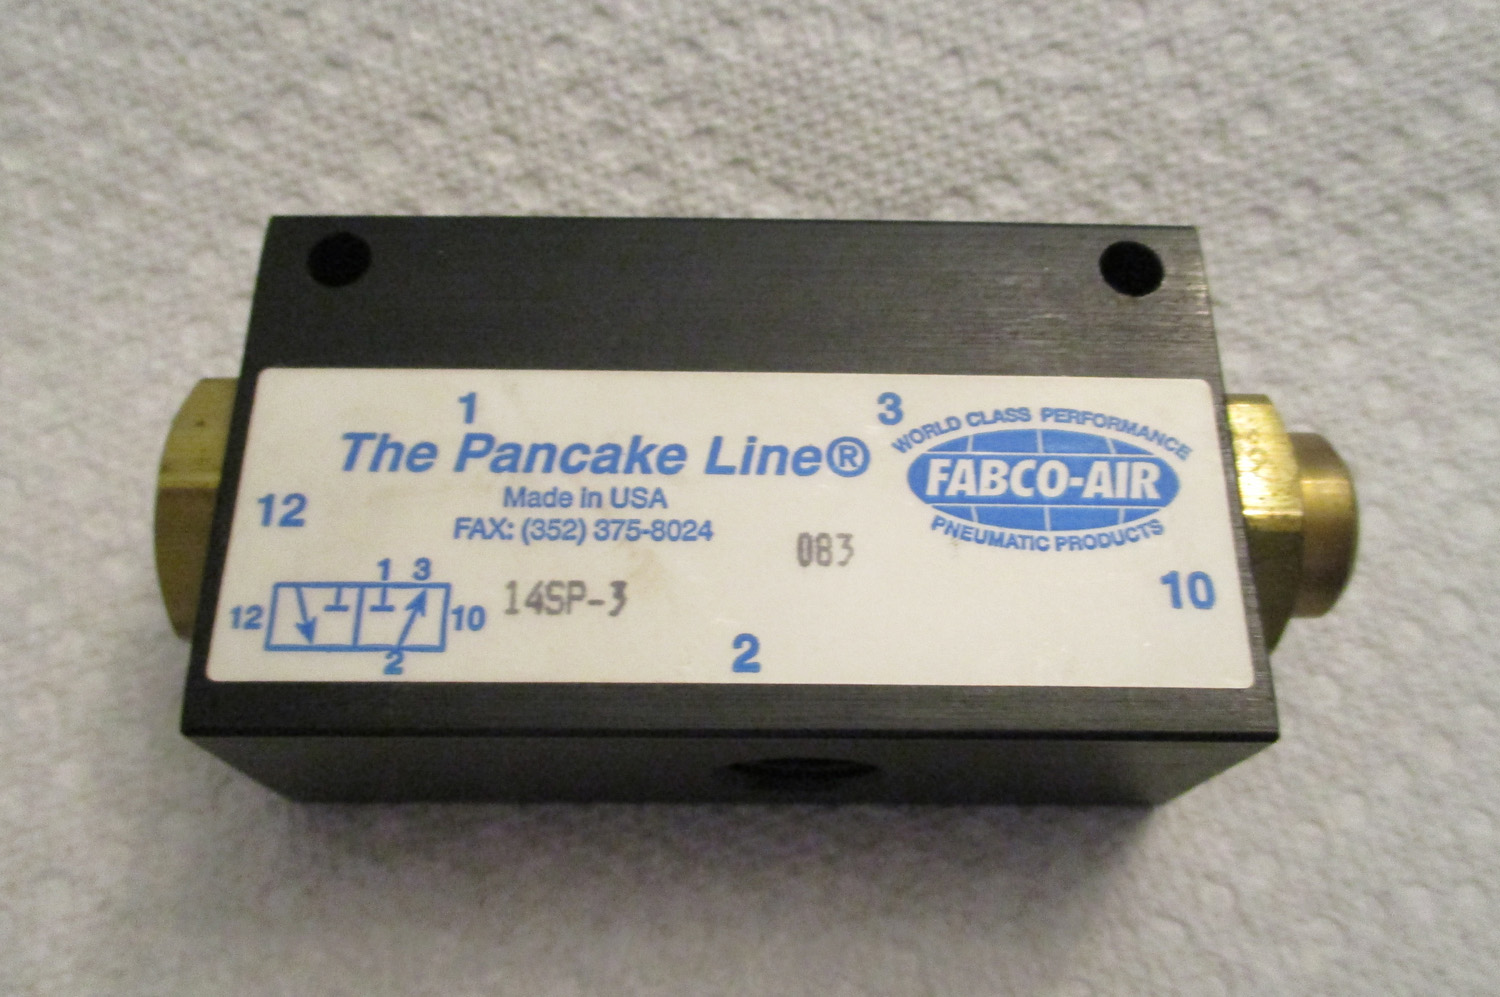 1
3
The Pancake Line®
Made in USA
FAX: (352) 375-8024
WORLD CLASS PERFORMANCE
FABCO-AIR
PNEUMATIC PRODUCTS
12
083
10
1 3
12
10
2
14SP-3
2